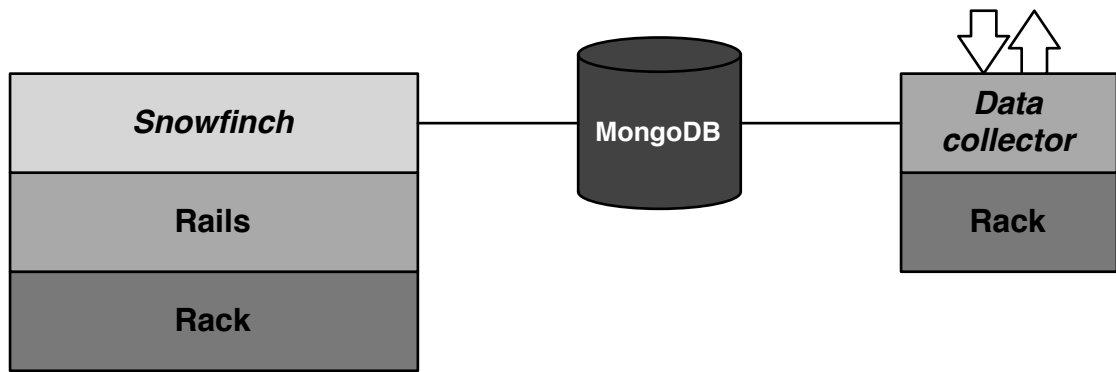 Snowfinch
Rails
Rack
MongoDB
Data
collector
Rack